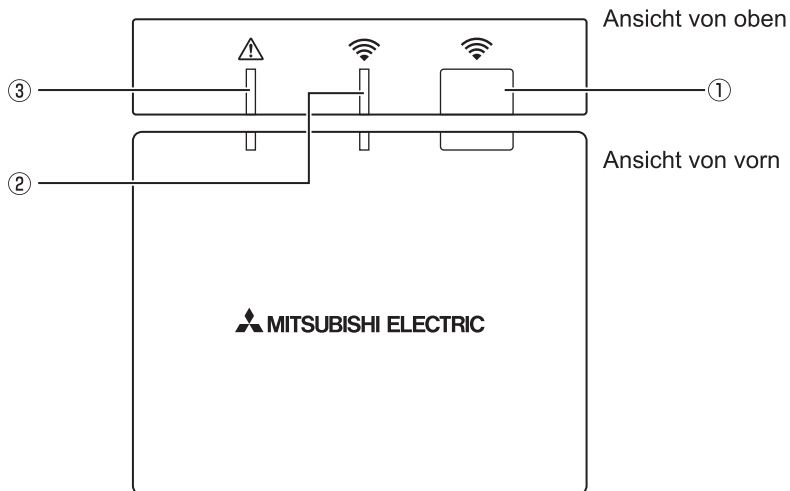 Ansicht von oben
③
①
②
Ansicht von vorn
MITSUBISHI ELECTRIC